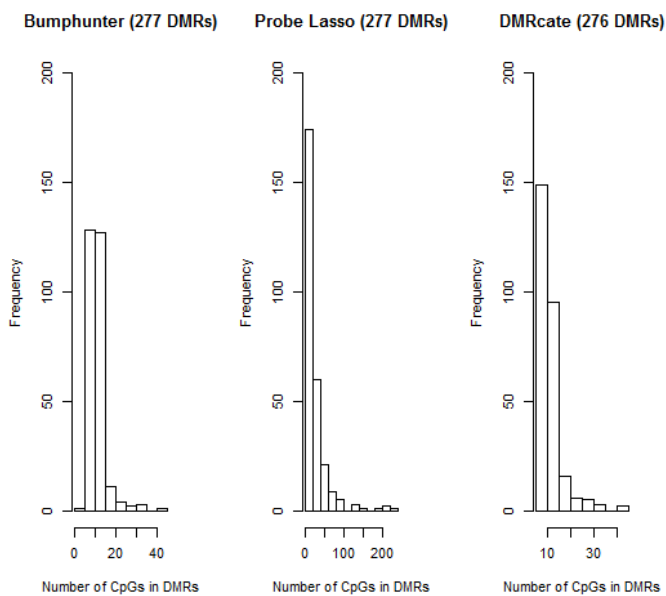 Bumphunter (277 DMRs)
200
150
100
50
0
Frequency
0 20 40
Number of CpGs in DMRs
Probe Lasso (277 DMRs)
200
150
100
50
0
Frequency
0 100 200
Number of CpGs in DMRs
DMRcate (276 DMRs)
200
150
100
50
0
Frequency
10 30
Number of CpGs in DMRs